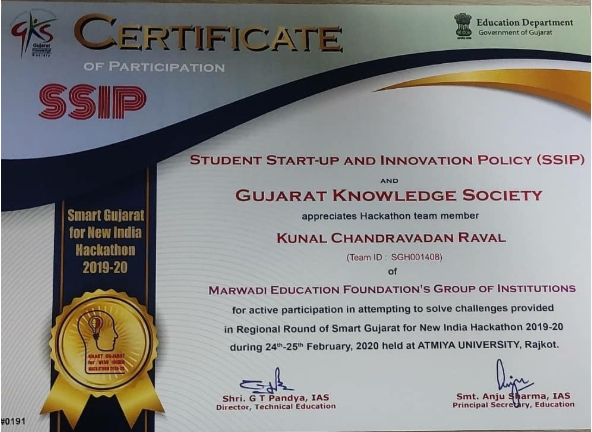 GKS
Gujarat
Knowledge
Society
CERTIFICATE
OF PARTICIPATION
SSIP
Education Department
Government of Gujarat
STUDENT START-UP AND INNOVATION POLICY (SSIP)
AND
GUJARAT KNOWLEDGE SOCIETY
appreciates Hackathon team member
KUNAL CHANDRAVADAN RAVAL
(Team ID : SGH001408)
of
MARWADI EDUCATION FOUNDATION'S GROUP OF INSTITUTIONS
for active participation in attempting to solve challenges provided
in Regional Round of Smart Gujarat for New India Hackathon 2019-20
during 24th-25th February, 2020 held at ATMIYA UNIVERSITY, Rajkot.
Smart Gujarat
for New India
Hackathon
2019-20
SMART GUJARAT
for NEW INDIA
HACKATHON 2019-20
Shri. G T Pandya, IAS
Director, Technical Education
Smt. Anju Sharma, IAS
Principal Secretary, Education
#0191